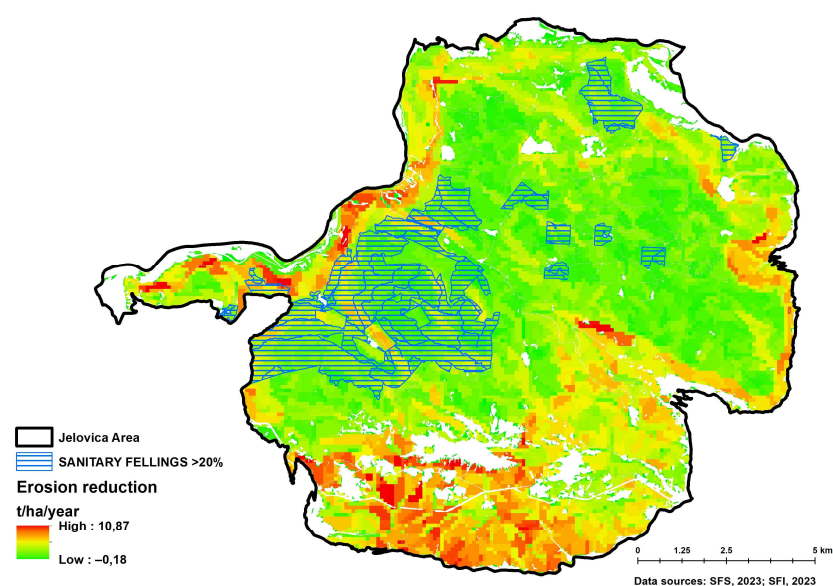 Jelovica Area
SANITARY FELLINGS >20%
Erosion reduction
t/ha/year
High : 10,87
Low : –0,18
0 1.25 2.5 5 km
Data sources: SFS, 2023; SFI, 2023